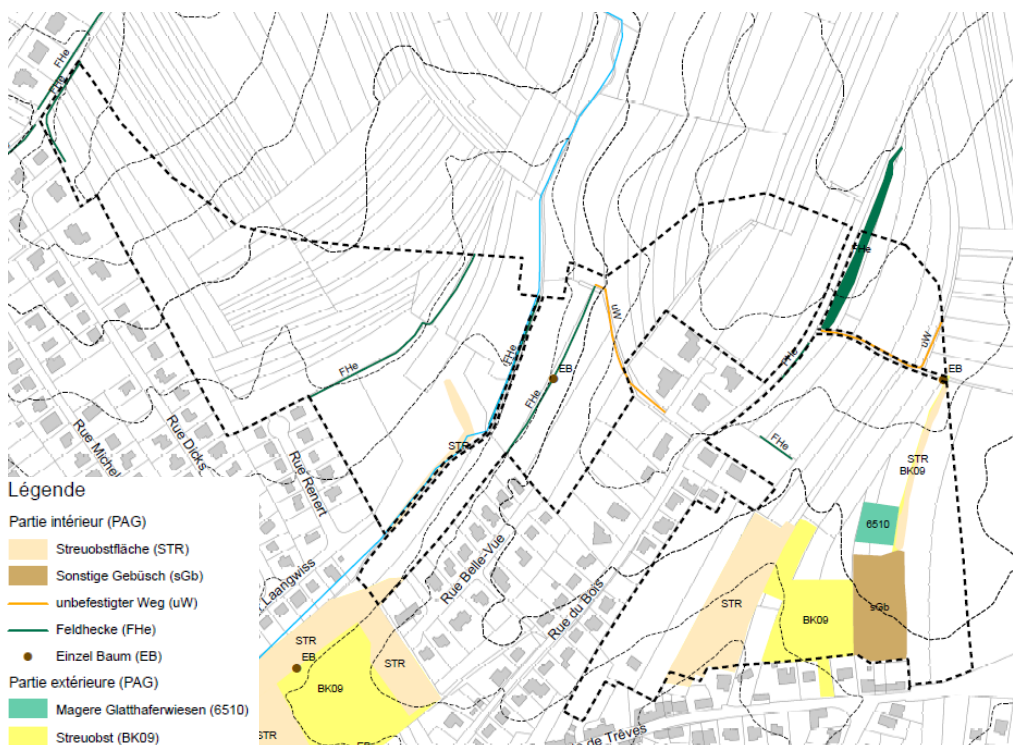 FHe
FHe
FHe
FHe
uW
uW
FHe
FHe
EB
EB
FHe
FHe
STR
STR
BK09
Rue Michel
Rue Dicks
Rue Renert
6510
Légende
Partie intérieur (PAG)
Streuobstfläche (STR)
Sonstige Gebüsch (sGb)
unbefestigter Weg (uW)
Feldhecke (FHe)
Einzel Baum (EB)
Partie extérieure (PAG)
Magere Glatthaferwiesen (6510)
Streuobst (BK09)
Laangwiss
Rue Belle-Vue
Rue du Bois
STR
sGb
BK09
STR
EB
STR
BK09
STR
EB
de Trèves